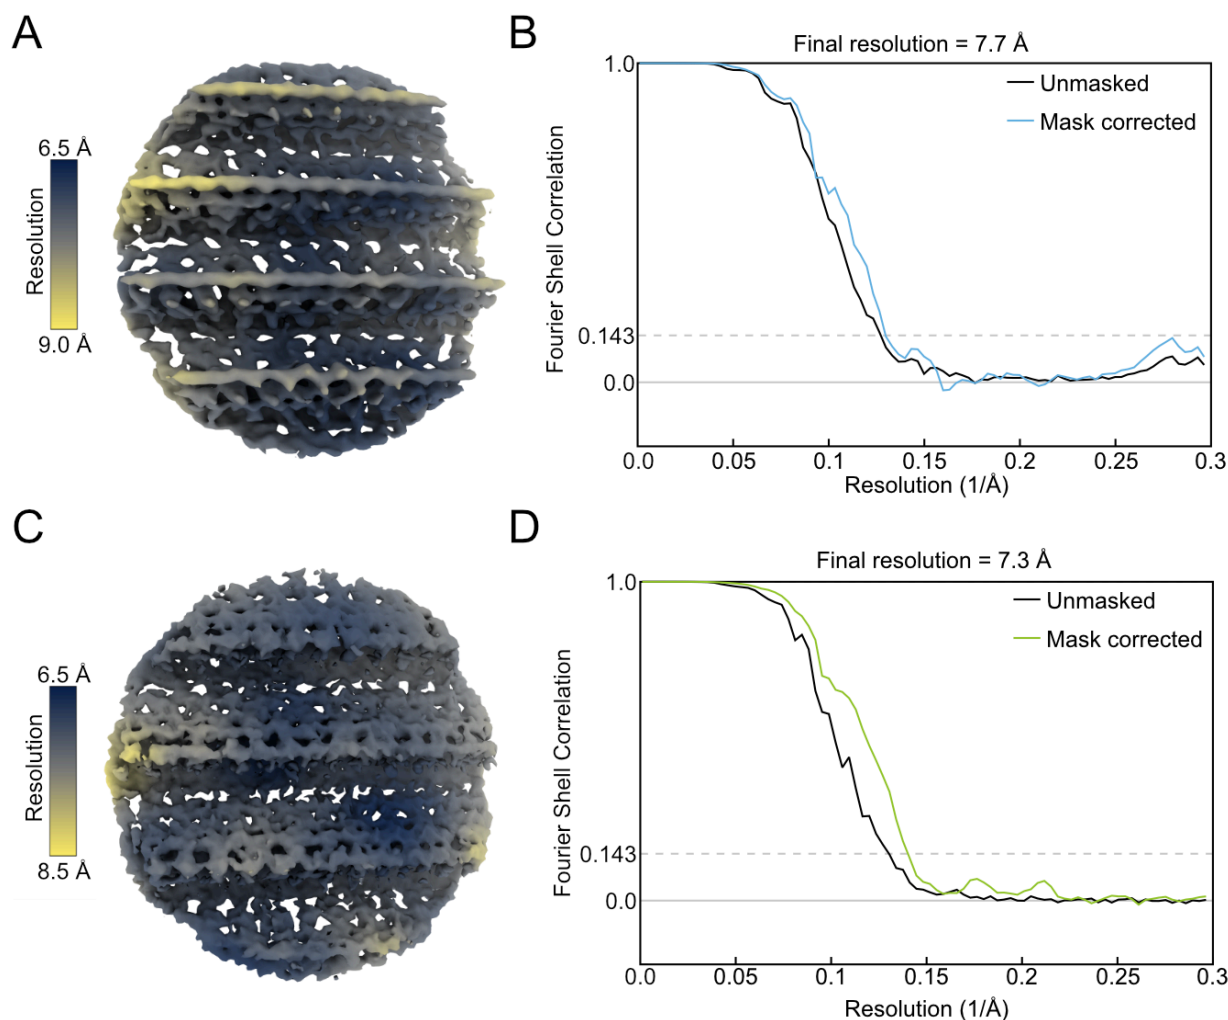 A
6.5 Å
Resolution
9.0 Å
B
Final resolution = 7.7 Å
1.0
Unmasked
Mask corrected
Fourier Shell Correlation
0.143
0.0
0.0 0.05 0.1 0.15 0.2 0.25 0.3
Resolution (1/Å)
C
6.5 Å
Resolution
8.5 Å
D
Final resolution = 7.3 Å
1.0
Unmasked
Mask corrected
Fourier Shell Correlation
0.143
0.0
0.0 0.05 0.1 0.15 0.2 0.25 0.3
Resolution (1/Å)